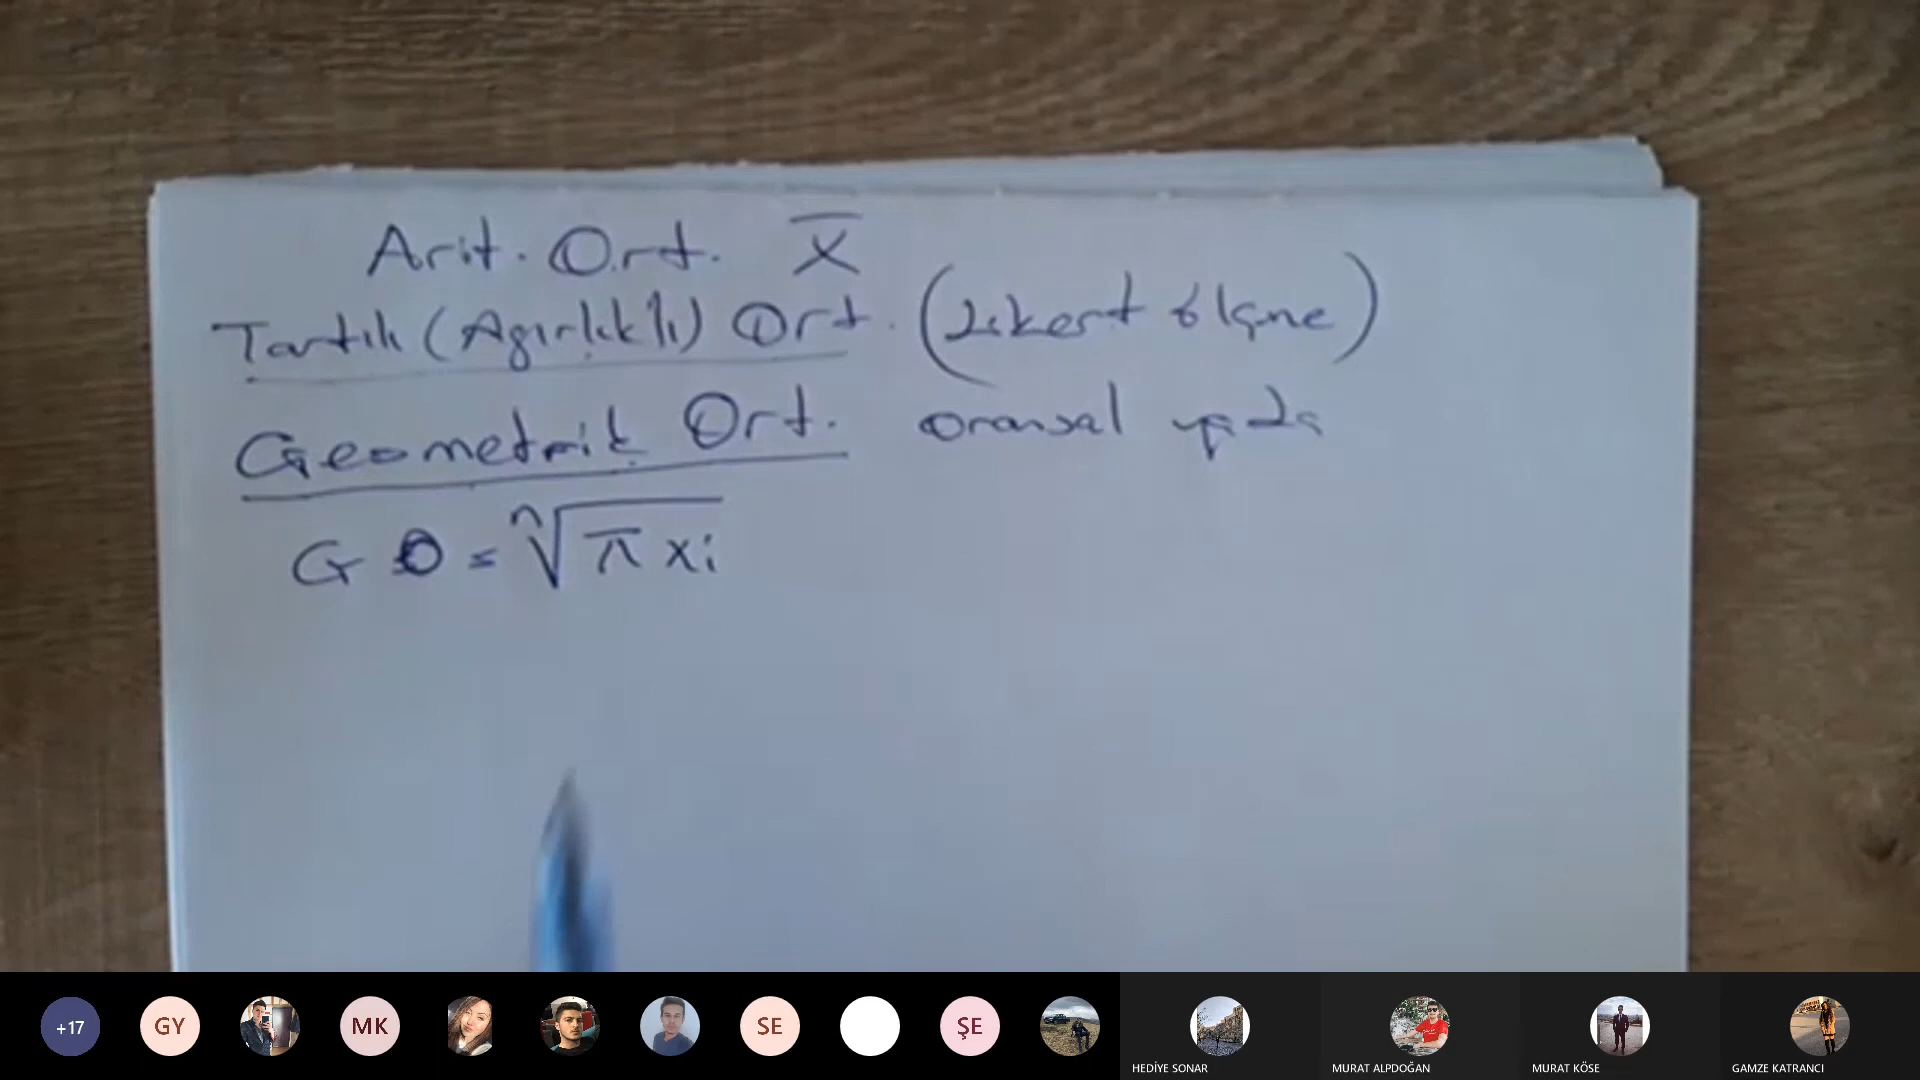 Arit. Ort. X̅
Tartılı (Ağırlıklı) Ort. (Likert ölçme)
Geometrik Ort. oransal
GO = ⁿ√π xi
+17
GY
MK
SE
ŞE
HEDİYE SONAR
MURAT ALPDOĞAN
MURAT KÖSE
GAMZE KATRANCI